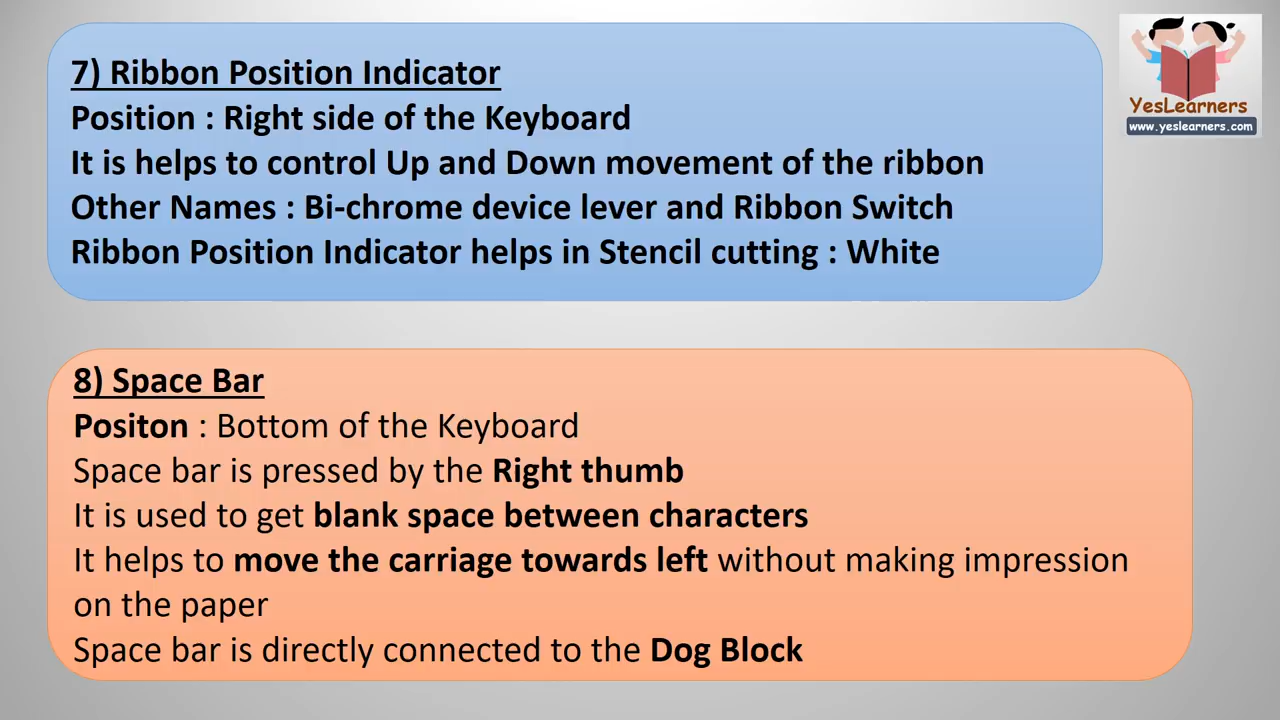 7) Ribbon Position Indicator
Position : Right side of the Keyboard
It is helps to control Up and Down movement of the ribbon
Other Names : Bi-chrome device lever and Ribbon Switch
Ribbon Position Indicator helps in Stencil cutting : White
YesLearners
www.yeslearners.com
8) Space Bar
Positon : Bottom of the Keyboard
Space bar is pressed by the Right thumb
It is used to get blank space between characters
It helps to move the carriage towards left without making impression
on the paper
Space bar is directly connected to the Dog Block